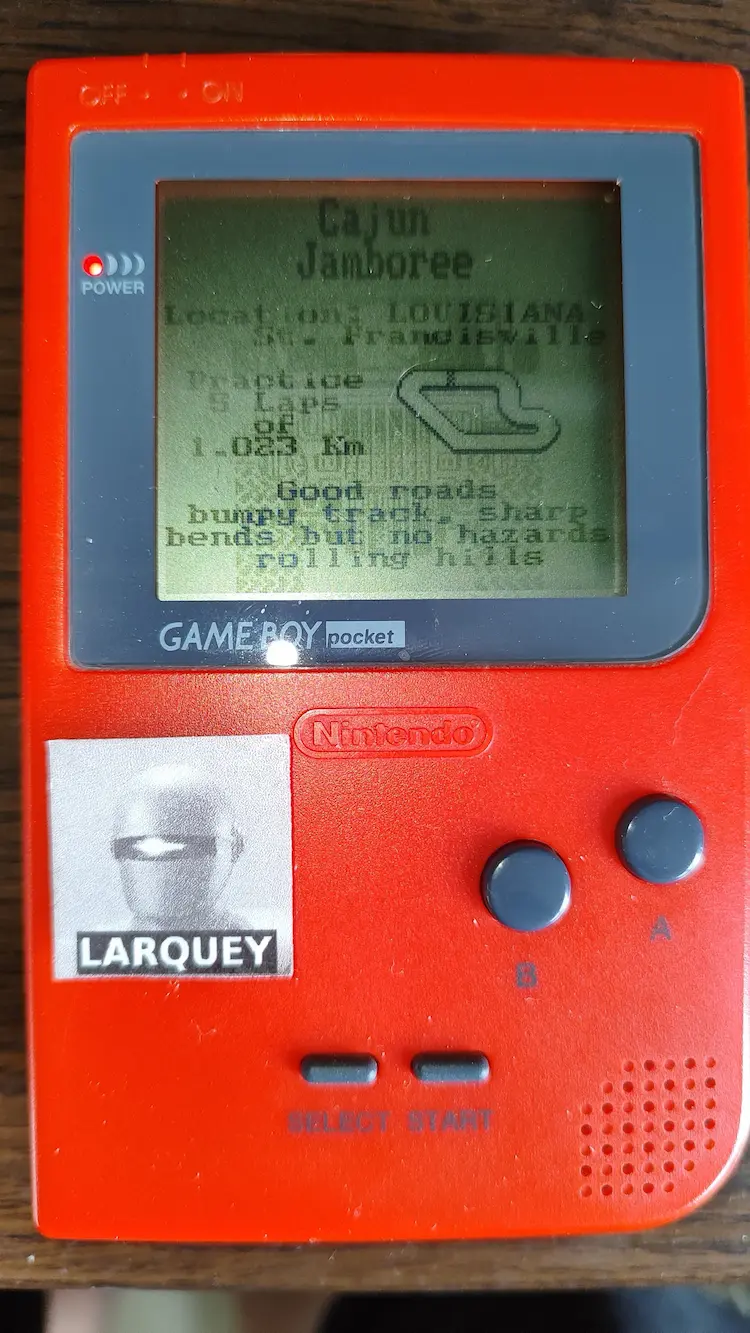 OFF ON
Cajun
Jamboree
Location: LOUISIANA
St. Francisville
Practice
5 Laps
of
1.023 Km
Good roads
bumpy track, sharp
bends but no hazards
rolling hills
POWER
GAME BOY pocket
Nintendo
LARQUEY
A
B
SELECT START